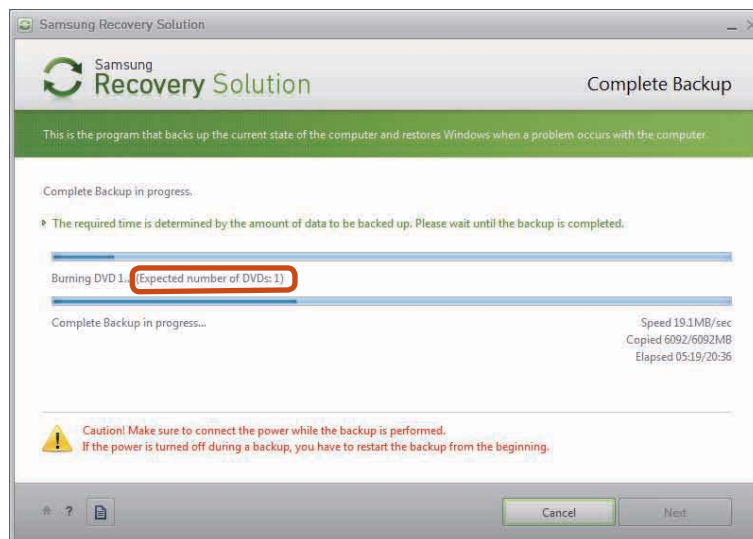 Samsung Recovery Solution
Samsung
Recovery Solution
Complete Backup
This is the program that backs up the current state of the computer and restores Windows when a problem occurs with the computer.
Complete Backup in progress.
The required time is determined by the amount of data to be backed up. Please wait until the backup is completed.
Burning DVD 1.. (Expected number of DVDs: 1)
Complete Backup in progress...
Speed 19.1MB/sec
Copied 6092/6092MB
Elapsed 05:19/20:36
Caution! Make sure to connect the power while the backup is performed.
If the power is turned off during a backup, you have to restart the backup from the beginning.
?
Cancel
Next